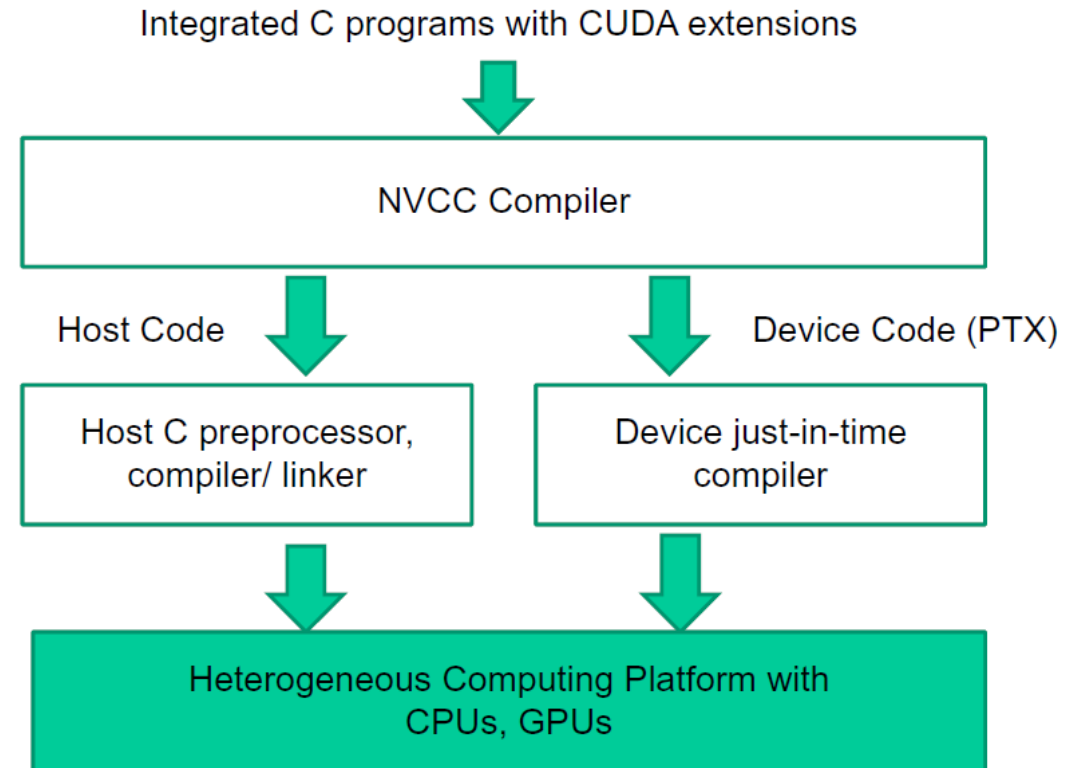 Integrated C programs with CUDA extensions
NVCC Compiler
Host Code
Device Code (PTX)
Host C preprocessor,
compiler/ linker
Device just-in-time
compiler
Heterogeneous Computing Platform with
CPUs, GPUs